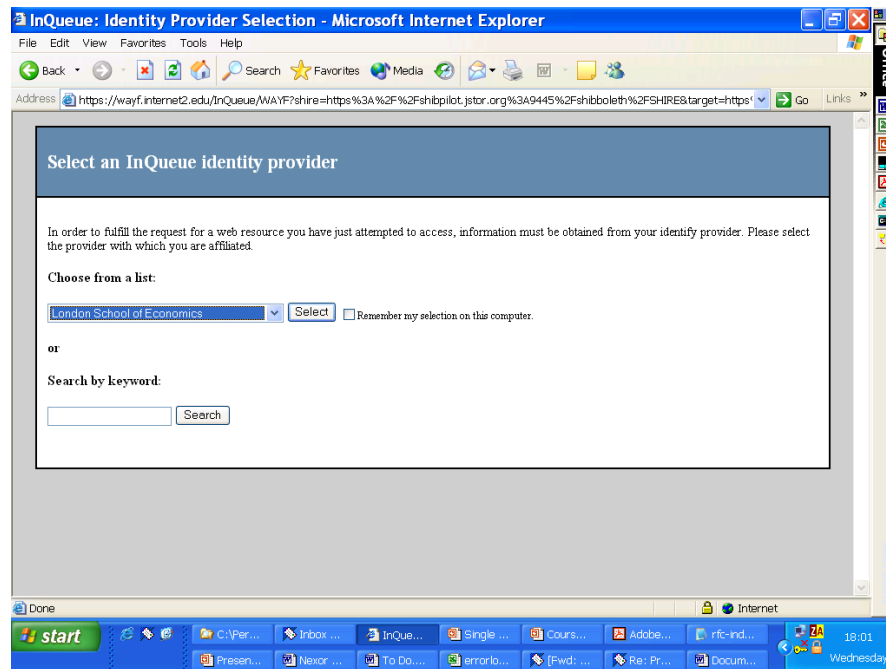 InQueue: Identity Provider Selection - Microsoft Internet Explorer
File Edit View Favorites Tools Help
Back Search Favorites Media
Address https://wayf.internet2.edu/InQueue/WAYF?shire=https%3A%2F%2Fshibpilot.jstor.org%3A9445%2Fshibboleth%2FSHIRE&target=https Go Links »
Select an InQueue identity provider
In order to fulfill the request for a web resource you have just attempted to access, information must be obtained from your identify provider. Please select
the provider with which you are affiliated.
Choose from a list:
London School of Economics Select Remember my selection on this computer.
or
Search by keyword:
Search
Done Internet
start C:\Per... Inbox ... InQue... Single ... Cours... Adobe... rfc-ind... 18:01
Presen... Nexor ... To Do.... errorlo... [Fwd: ... Re: Pr... Docum... Wednesday